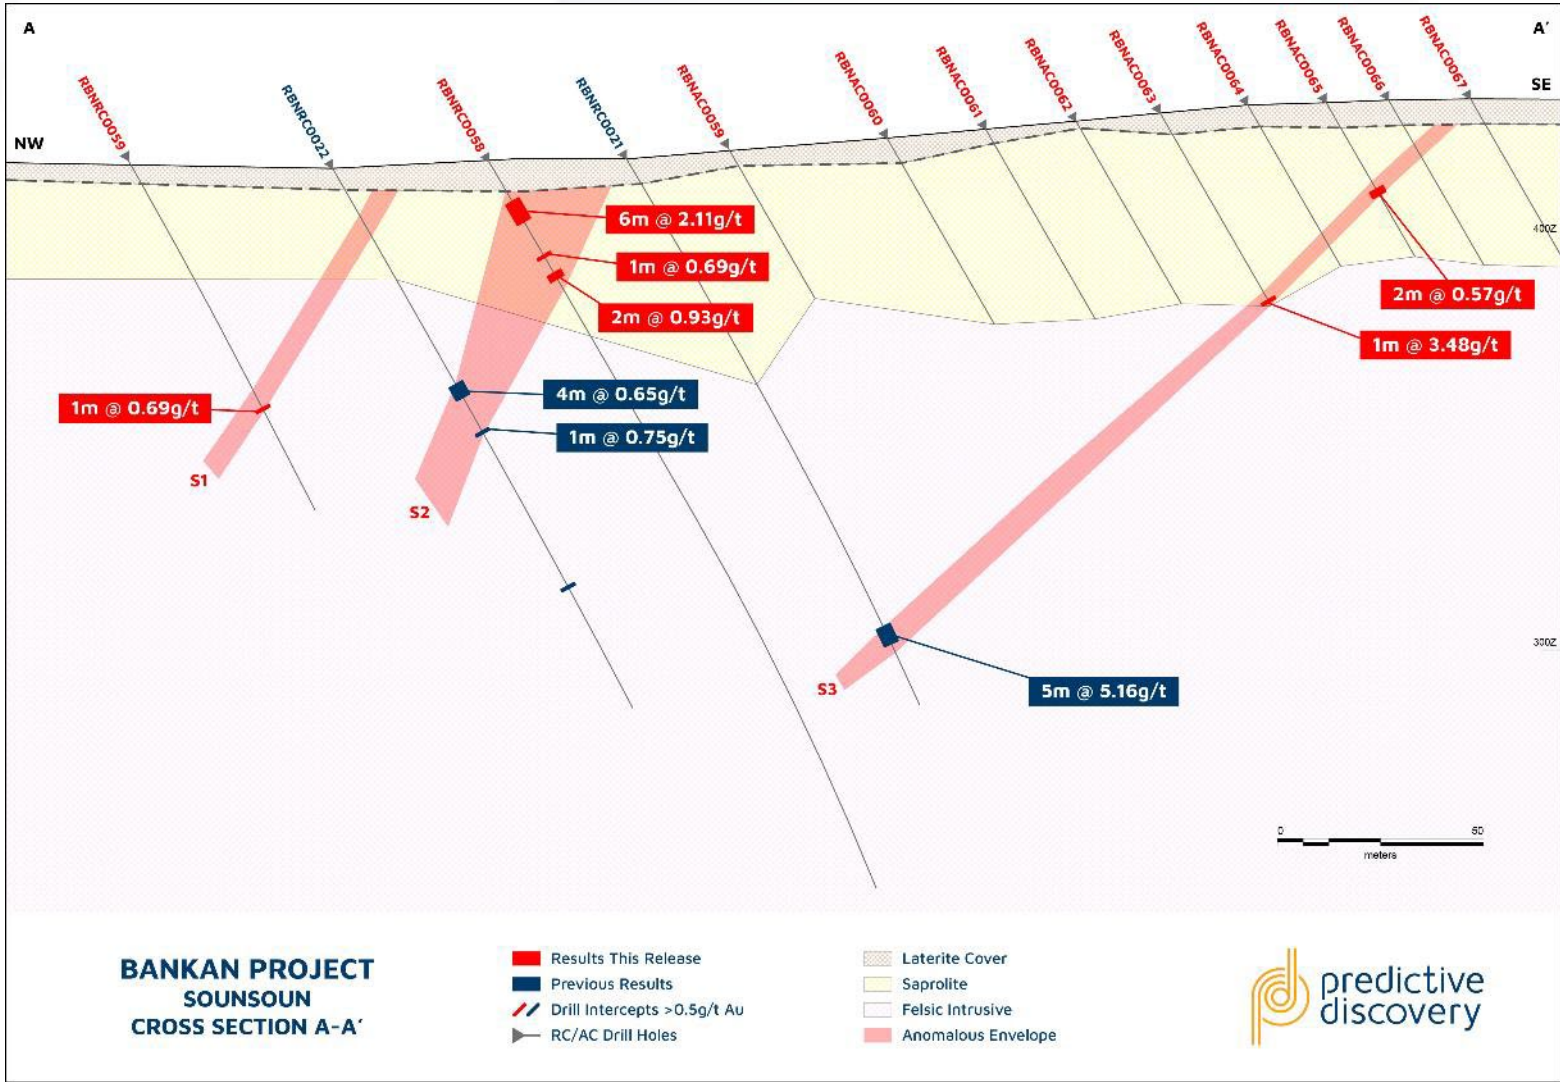 A
A'
NW
SE
RBNRC0059
RBNRC0022
RBNRC0058
RBNRC0021
RBNAC0059
RBNAC0060
RBNAC0061
RBNAC0062
RBNAC0063
RBNAC0064
RBNAC0065
RBNAC0066
RBNAC0067
6m @ 2.11g/t
1m @ 0.69g/t
2m @ 0.93g/t
4m @ 0.65g/t
1m @ 0.75g/t
1m @ 0.69g/t
S1
S2
S3
5m @ 5.16g/t
2m @ 0.57g/t
1m @ 3.48g/t
400Z
300Z
0 50
meters
BANKAN PROJECT
SOUNSOUN
CROSS SECTION A-A'
Results This Release
Previous Results
Drill Intercepts >0.5g/t Au
RC/AC Drill Holes
Laterite Cover
Saprolite
Felsic Intrusive
Anomalous Envelope
predictive
discovery